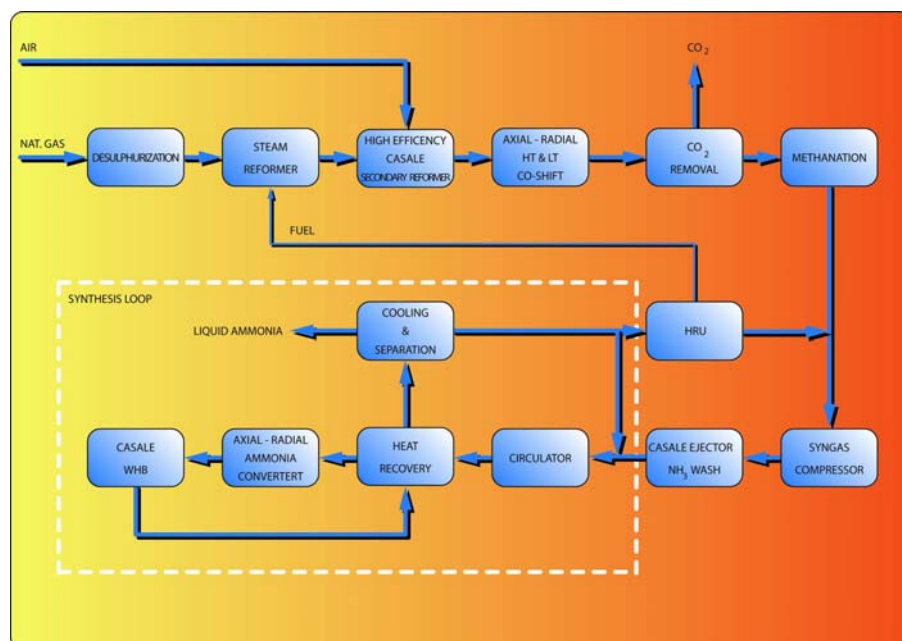 AIR
CO2
NAT. GAS
DESULPHURIZATION
STEAM
REFORMER
HIGH EFFICENCY
CASALE
SECONDARY REFORMER
AXIAL - RADIAL
HT & LT
CO-SHIFT
CO2
REMOVAL
METHANATION
FUEL
SYNTHESIS LOOP
LIQUID AMMONIA
COOLING
&
SEPARATION
HRU
CASALE
WHB
AXIAL - RADIAL
AMMONIA
CONVERTERT
HEAT
RECOVERY
CIRCULATOR
CASALE EJECTOR
NH3 WASH
SYNGAS
COMPRESSOR